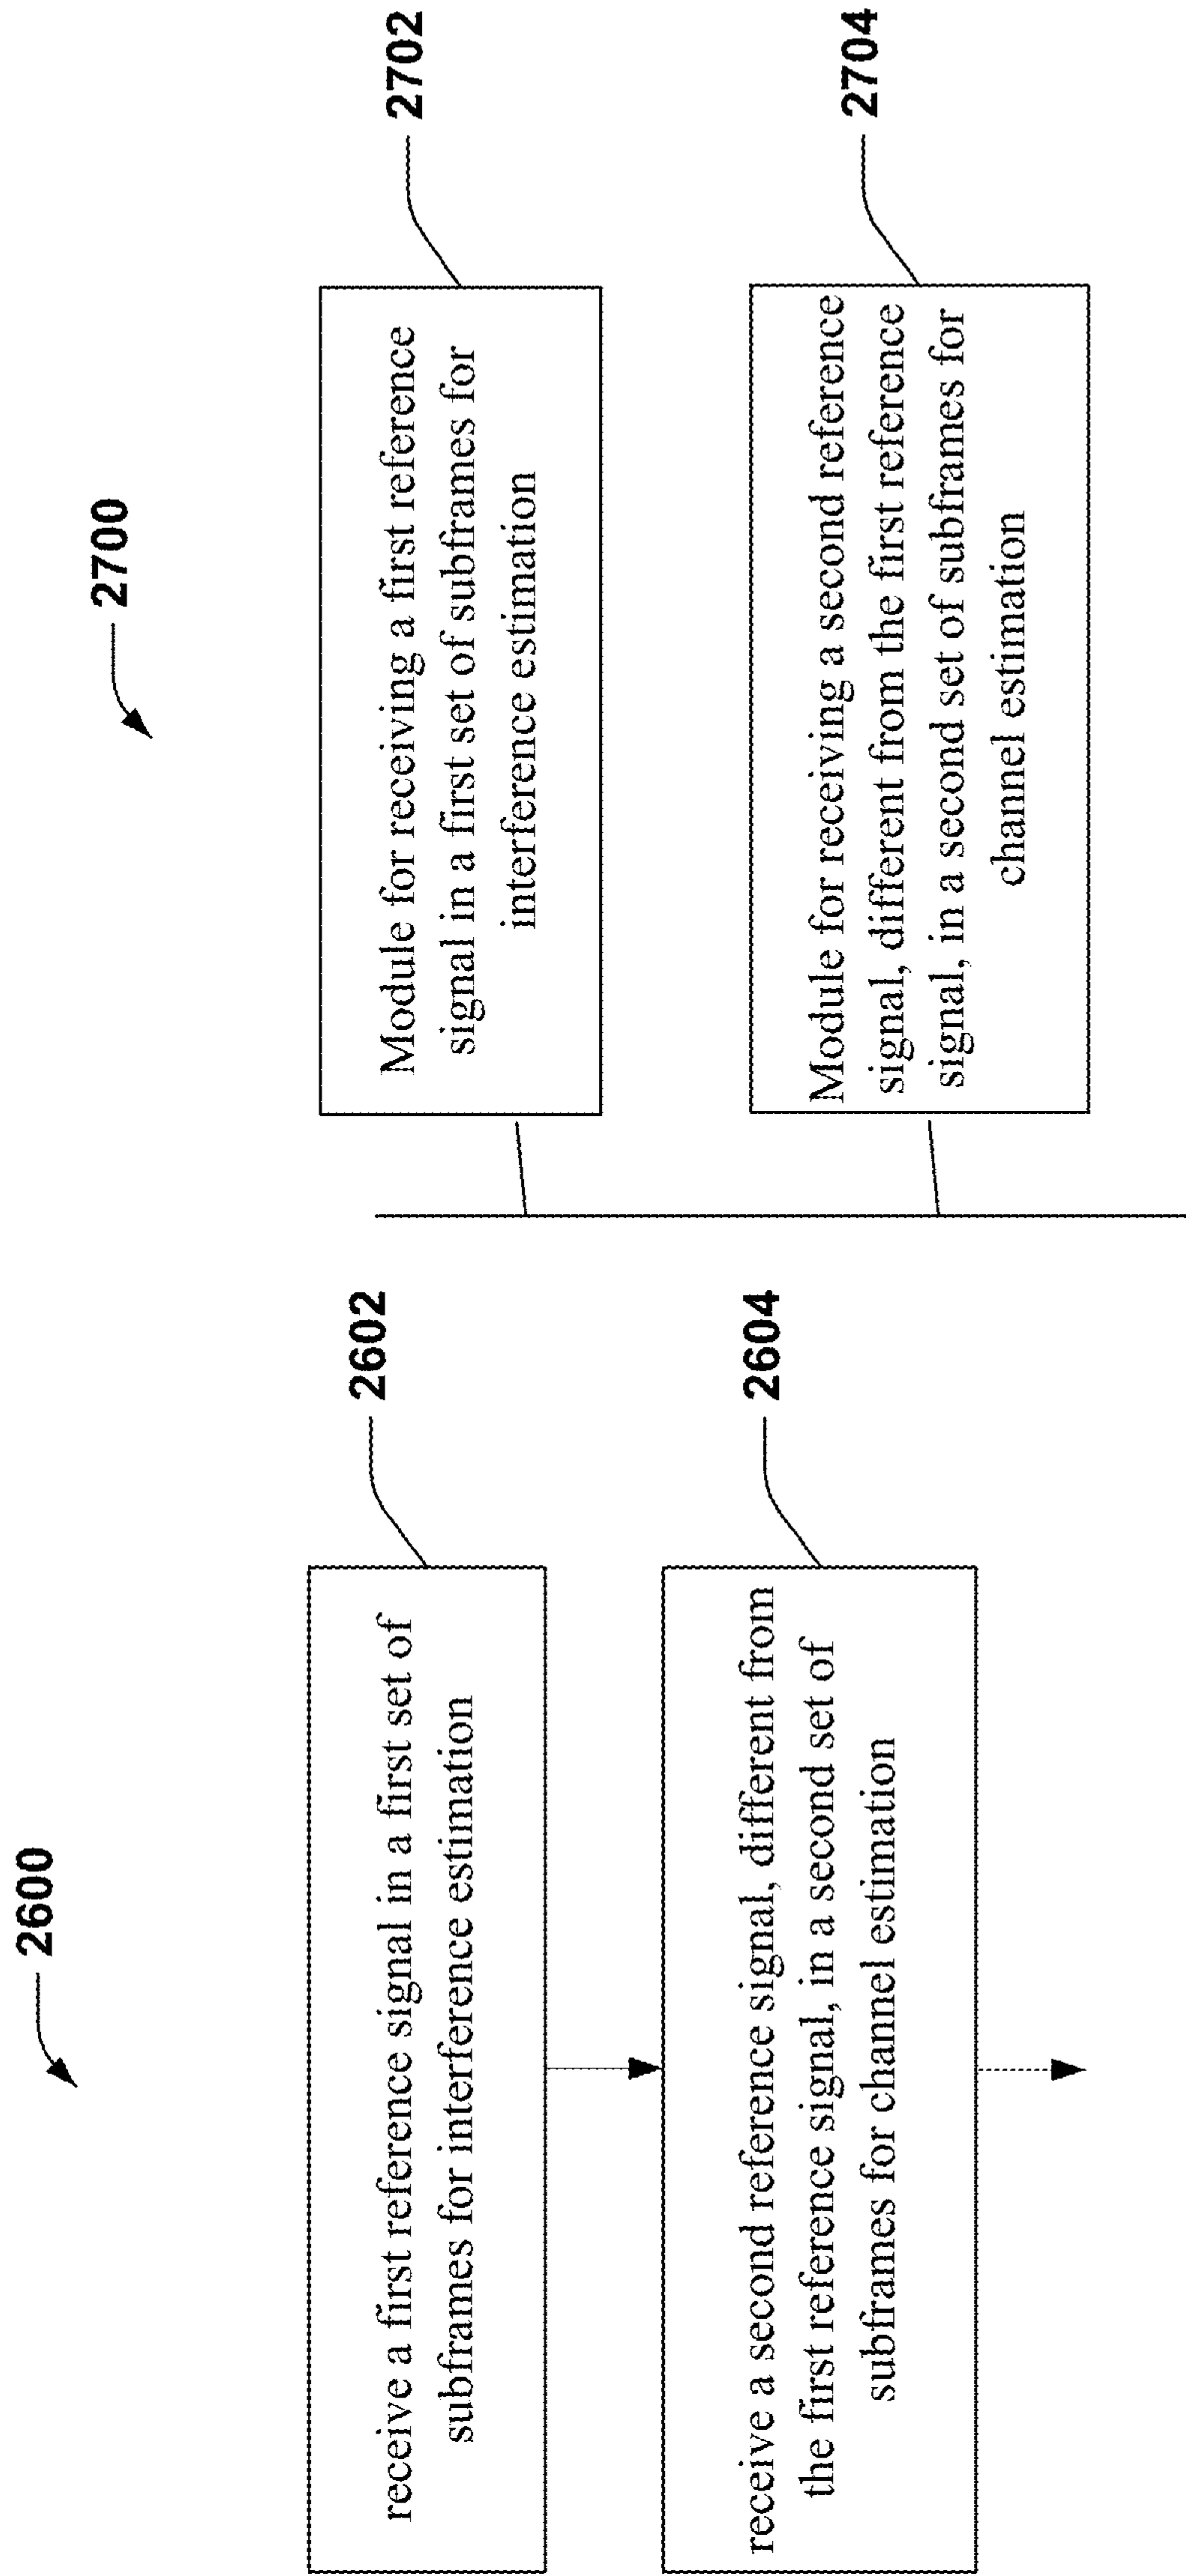 2600
receive a first reference signal in a first set of
subframes for interference estimation
2602
receive a second reference signal, different from
the first reference signal, in a second set of
subframes for channel estimation
2604
2700
Module for receiving a first reference
signal in a first set of subframes for
interference estimation
2702
Module for receiving a second reference
signal, different from the first reference
signal, in a second set of subframes for
channel estimation
2704